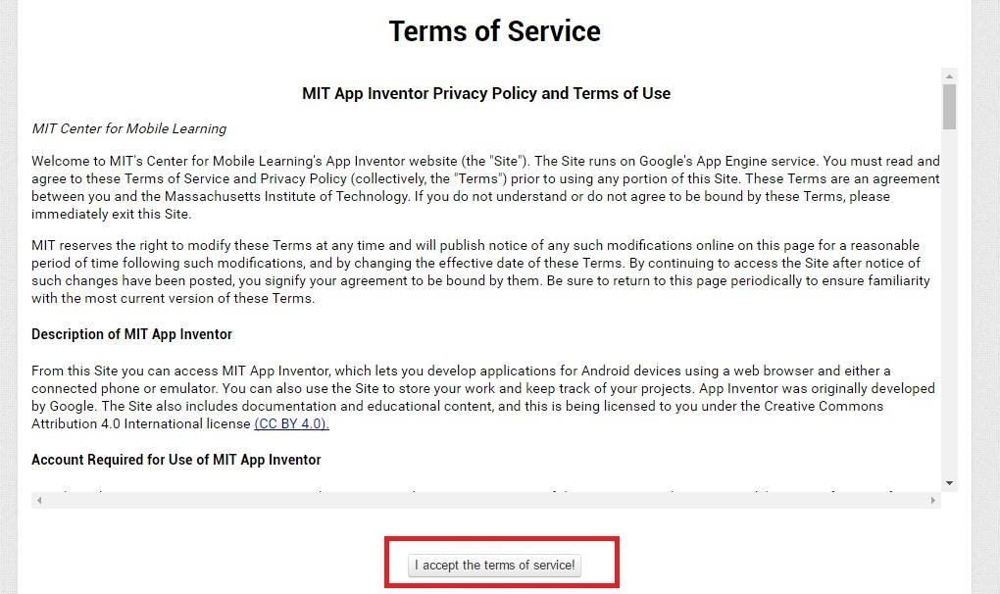 Terms of Service
MIT App Inventor Privacy Policy and Terms of Use
MIT Center for Mobile Learning
Welcome to MIT's Center for Mobile Learning's App Inventor website (the "Site"). The Site runs on Google's App Engine service. You must read and
agree to these Terms of Service and Privacy Policy (collectively, the "Terms") prior to using any portion of this Site. These Terms are an agreement
between you and the Massachusetts Institute of Technology. If you do not understand or do not agree to be bound by these Terms, please
immediately exit this Site.
MIT reserves the right to modify these Terms at any time and will publish notice of any such modifications online on this page for a reasonable
period of time following such modifications, and by changing the effective date of these Terms. By continuing to access the Site after notice of
such changes have been posted, you signify your agreement to be bound by them. Be sure to return to this page periodically to ensure familiarity
with the most current version of these Terms.
Description of MIT App Inventor
From this Site you can access MIT App Inventor, which lets you develop applications for Android devices using a web browser and either a
connected phone or emulator. You can also use the Site to store your work and keep track of your projects. App Inventor was originally developed
by Google. The Site also includes documentation and educational content, and this is being licensed to you under the Creative Commons
Attribution 4.0 International license (CC BY 4.0).
Account Required for Use of MIT App Inventor
I accept the terms of service!